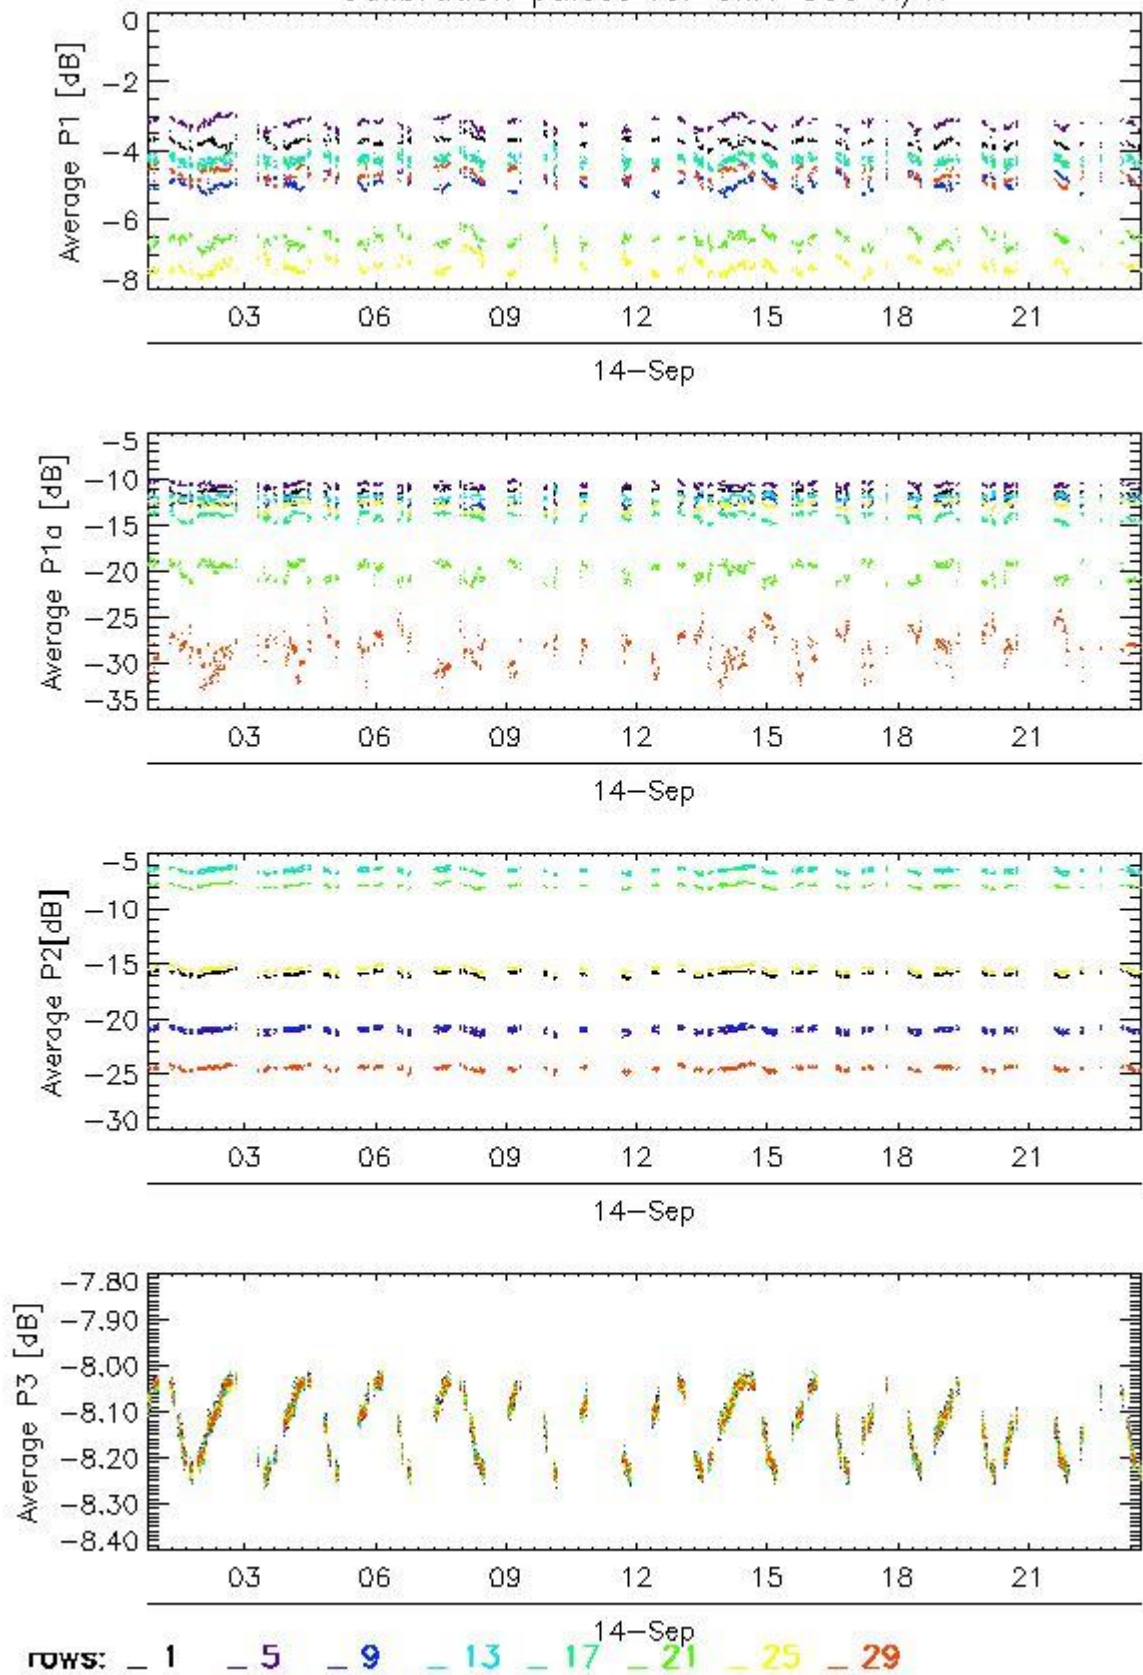 0
-2
-4
-6
-8
Average P1 [dB]
03 06 09 12 15 18 21
14-Sep
-5
-10
-15
-20
-25
-30
-35
Average P1a [dB]
03 06 09 12 15 18 21
14-Sep
-5
-10
-15
-20
-25
-30
Average P2[dB]
03 06 09 12 15 18 21
14-Sep
-7.80
-7.90
-8.00
-8.10
-8.20
-8.30
-8.40
Average P3 [dB]
03 06 09 12 15 18 21
14-Sep
rows: _ 1 _ 5 _ 9 _ 13 _ 17 _ 21 _ 25 _ 29